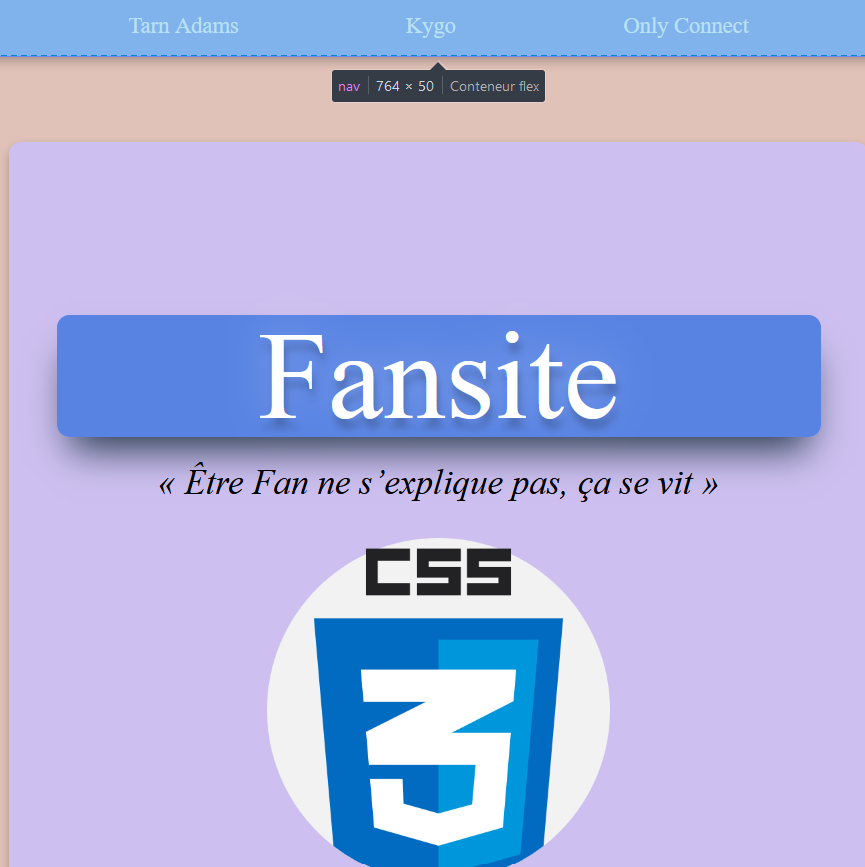 Tarn Adams Kygo Only Connect
nav 764 × 50 Conteneur flex
Fansite
« Être Fan ne s’explique pas, ça se vit »
CSS
3